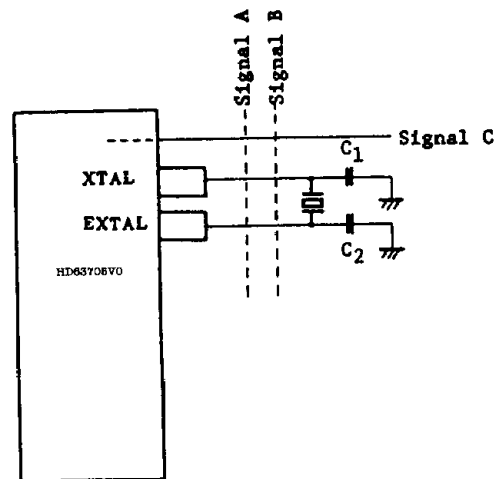 Signal A
Signal B
Signal C
C1
XTAL
EXTAL
C2
HD63705V0